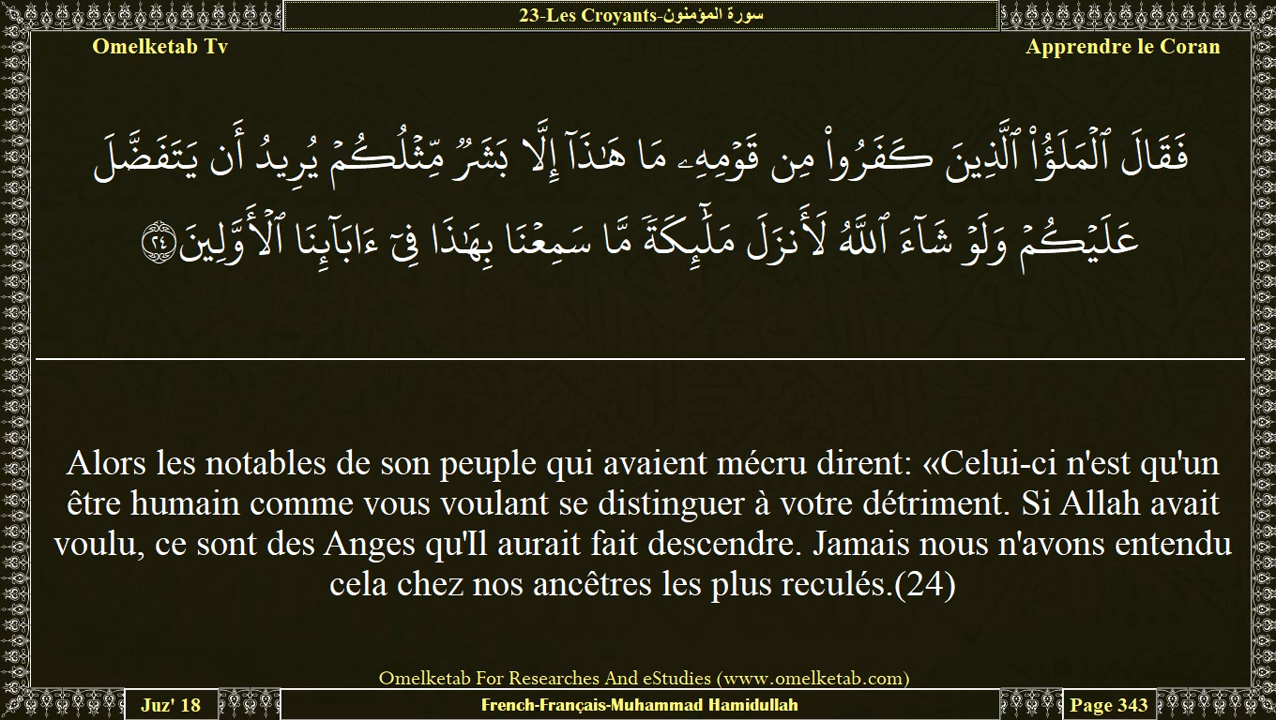 23-Les Croyants-سورة المؤمنون
Omelketab Tv
Apprendre le Coran
فَقَالَ ٱلْمَلَؤُا۟ ٱلَّذِينَ كَفَرُوا۟ مِن قَوْمِهِۦ مَا هَـٰذَآ إِلَّا بَشَرٌ مِّثْلُكُمْ يُرِيدُ أَن يَتَفَضَّلَ
عَلَيْكُمْ وَلَوْ شَآءَ ٱللَّهُ لَأَنزَلَ مَلَـٰٓئِكَةً مَّا سَمِعْنَا بِهَـٰذَا فِىٓ ءَابَآئِنَا ٱلْأَوَّلِينَ ٢٤
Alors les notables de son peuple qui avaient mécru dirent: «Celui-ci n'est qu'un
être humain comme vous voulant se distinguer à votre détriment. Si Allah avait
voulu, ce sont des Anges qu'Il aurait fait descendre. Jamais nous n'avons entendu
cela chez nos ancêtres les plus reculés.(24)
Omelketab For Researches And eStudies (www.omelketab.com)
Juz' 18
French-Français-Muhammad Hamidullah
Page 343